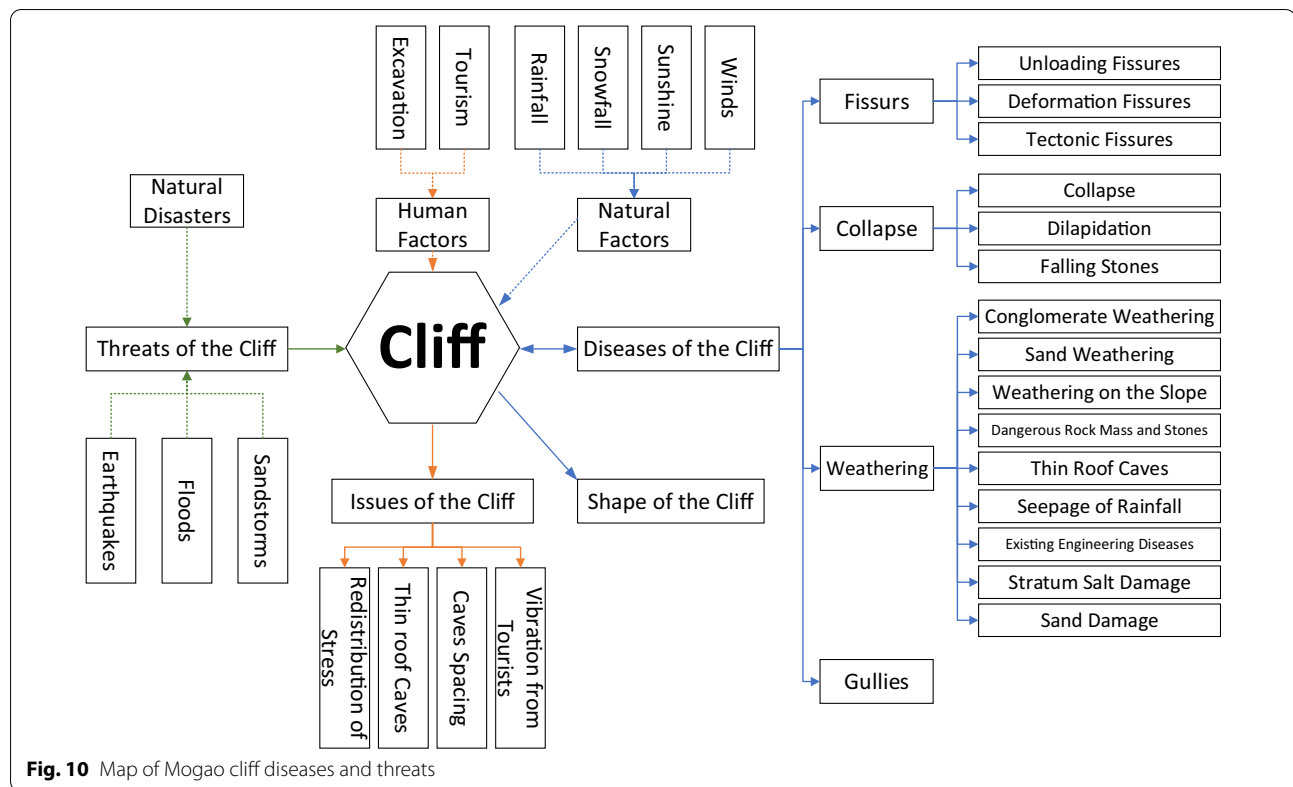 Excavation
Tourism
Rainfall
Snowfall
Sunshine
Winds
Natural
Disasters
Human
Factors
Natural
Factors
Threats of the Cliff
Cliff
Diseases of the Cliff
Earthquakes
Floods
Sandstorms
Issues of the Cliff
Shape of the Cliff
Redistribution of
Stress
Thin roof Caves
Caves Spacing
Vibration from
Tourists
Fissurs
Unloading Fissures
Deformation Fissures
Tectonic Fissures
Collapse
Collapse
Dilapidation
Falling Stones
Weathering
Conglomerate Weathering
Sand Weathering
Weathering on the Slope
Dangerous Rock Mass and Stones
Thin Roof Caves
Seepage of Rainfall
Existing Engineering Diseases
Stratum Salt Damage
Sand Damage
Gullies
Fig. 10 Map of Mogao cliff diseases and threats